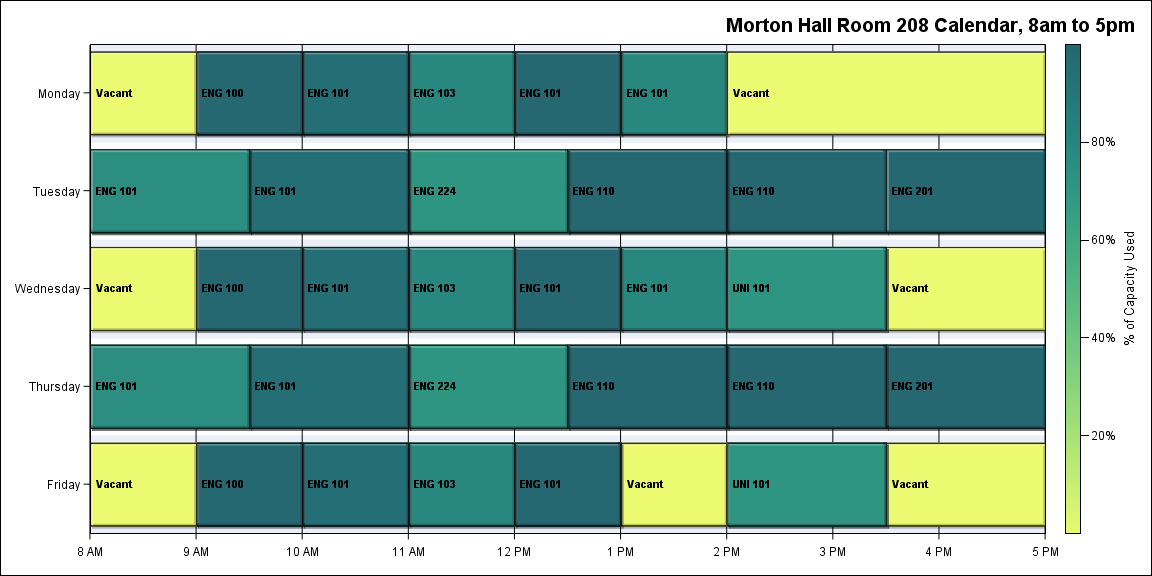 Morton Hall Room 208 Calendar, 8am to 5pm
Monday
Vacant
ENG 100
ENG 101
ENG 103
ENG 101
ENG 101
Vacant
Tuesday
ENG 101
ENG 101
ENG 224
ENG 110
ENG 110
ENG 201
Wednesday
Vacant
ENG 100
ENG 101
ENG 103
ENG 101
ENG 101
UNI 101
Vacant
Thursday
ENG 101
ENG 101
ENG 224
ENG 110
ENG 110
ENG 201
Friday
Vacant
ENG 100
ENG 101
ENG 103
ENG 101
Vacant
UNI 101
Vacant
8 AM
9 AM
10 AM
11 AM
12 PM
1 PM
2 PM
3 PM
4 PM
5 PM
80%
60%
40%
20%
% of Capacity Used